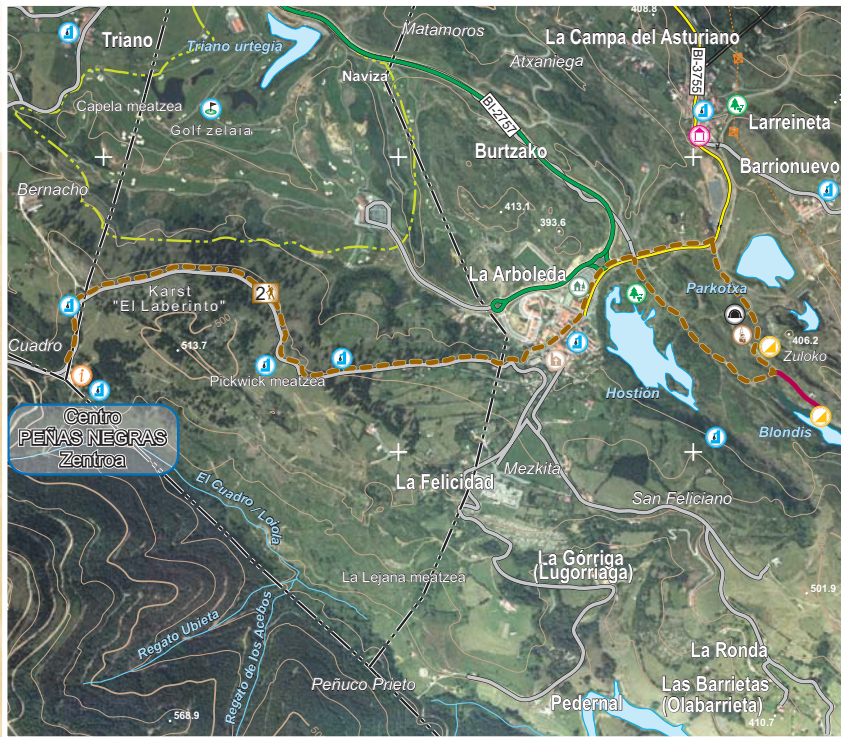 408.8
Matamoros
Triano
La Campa del Asturiano
Triano urtegia
Atxaniega
BI-3755
Naviza
Capela meatzea
BI-2757
Golf zelaia
Larreineta
Burtzako
Barrionuevo
Bernacho
413.1
393.6
La Arboleda
Parkotxa
Karst
"El Laberinto"
2
600
406.2
Cuadro
513.7
Zuloko
Pickwick meatzea
Hostión
i
Centro
PEÑAS NEGRAS
Zentroa
Blondis
Mezkita
La Felicidad
El Cuadro / Loiola
San Feliciano
La Górriga
(Lugorriaga)
La Lejana meatzea
501.9
Regato Ubieta
Regato de los Acebos
La Ronda
Peñuco Prieto
Las Barrietas
(Olabarrieta)
Pedernal
568.9
410.7